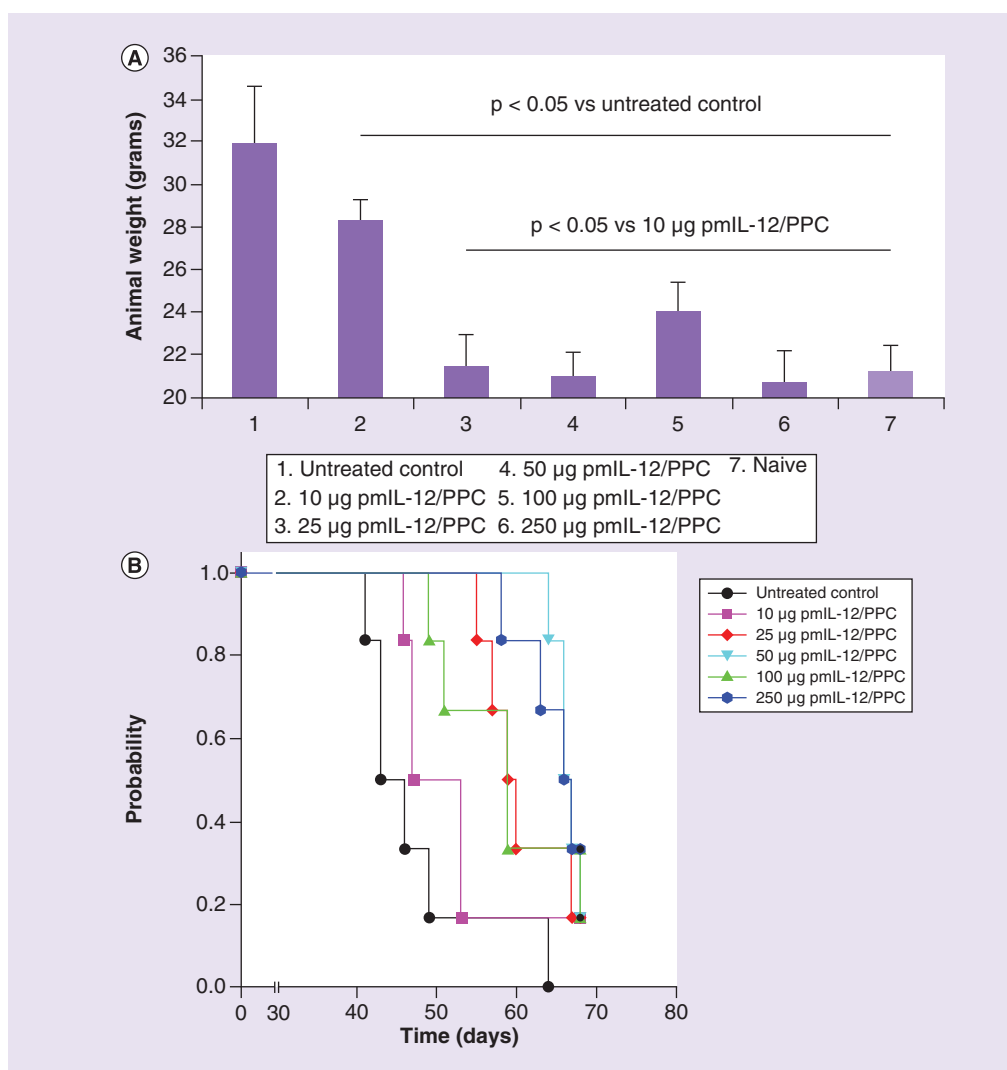 A
Animal weight (grams)
36
34
32
30
28
26
24
22
20
p < 0.05 vs untreated control
p < 0.05 vs 10 µg pmIL-12/PPC
1 2 3 4 5 6 7
1. Untreated control 4. 50 µg pmIL-12/PPC 7. Naive
2. 10 µg pmIL-12/PPC 5. 100 µg pmIL-12/PPC
3. 25 µg pmIL-12/PPC 6. 250 µg pmIL-12/PPC
B
Probability
1.0
0.8
0.6
0.4
0.2
0.0
0 30 40 50 60 70 80
Time (days)
Untreated control
10 µg pmIL-12/PPC
25 µg pmIL-12/PPC
50 µg pmIL-12/PPC
100 µg pmIL-12/PPC
250 µg pmIL-12/PPC